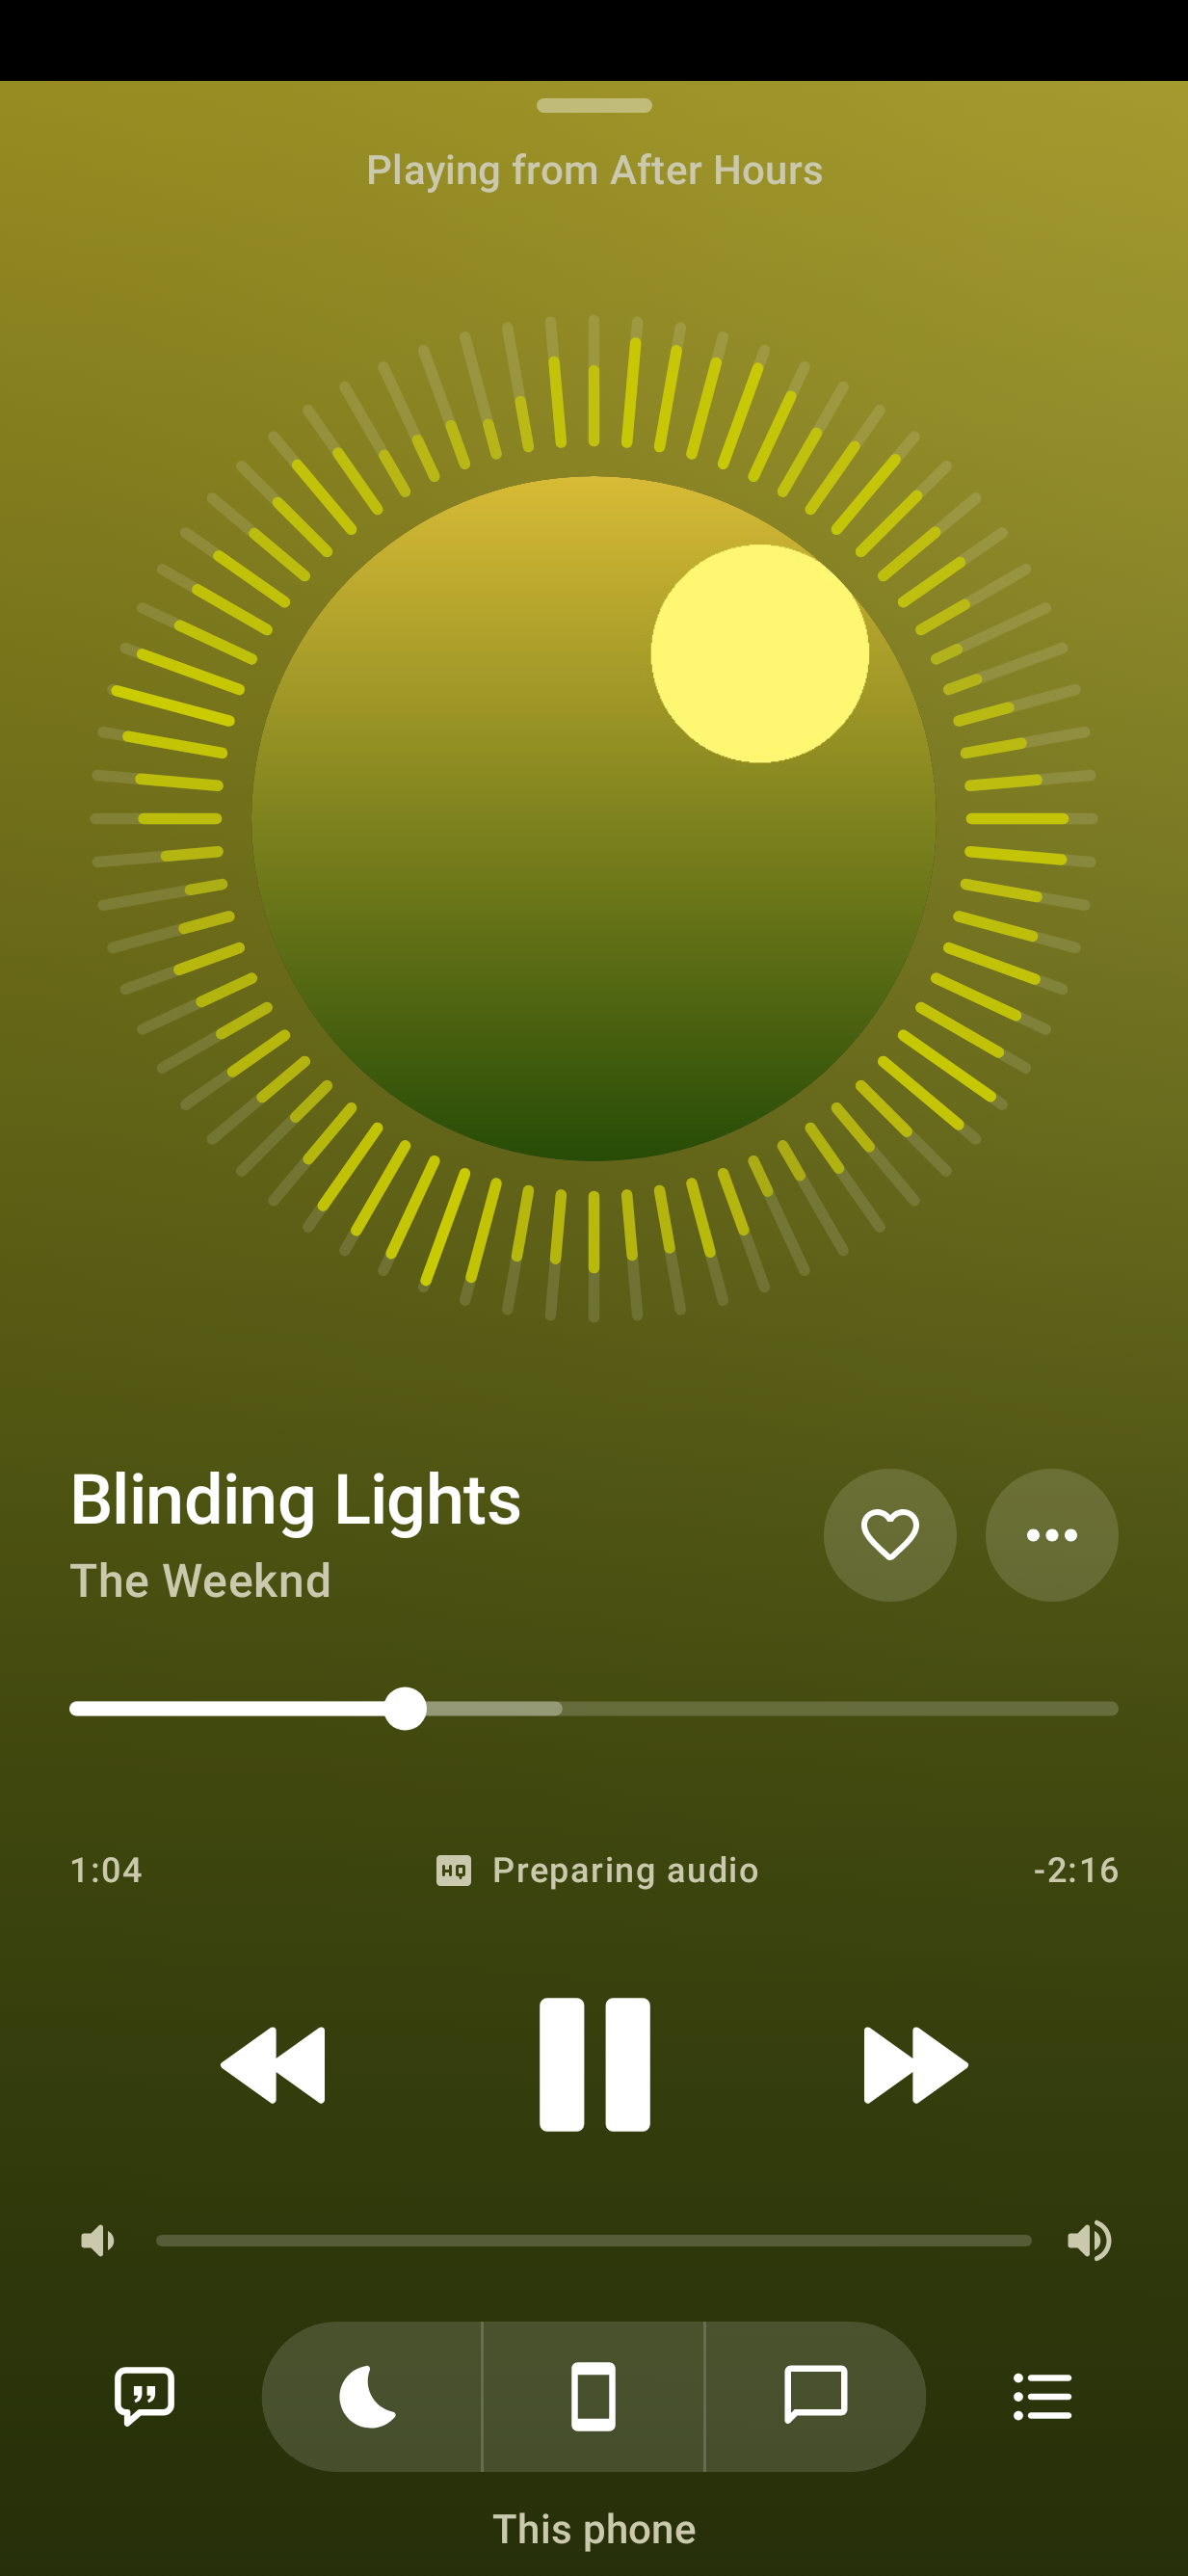 Playing from After Hours
Blinding Lights
The Weeknd
1:04
HQ Preparing audio
-2:16
This phone